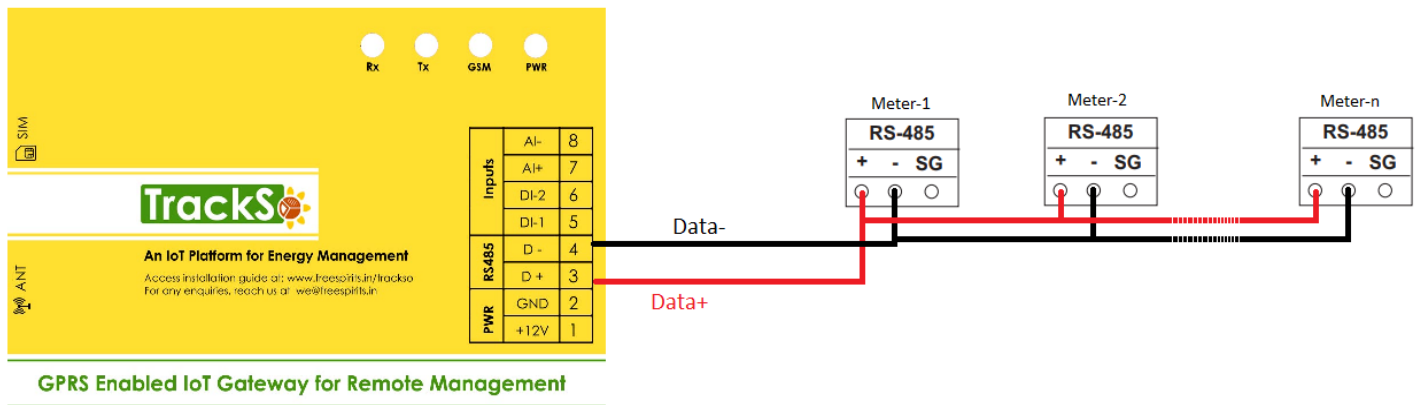 Rx Tx GSM PWR
SIM
Inputs
AI- 8
AI+ 7
DI-2 6
DI-1 5
RS485
D - 4
D + 3
PWR
GND 2
+12V 1
TrackSo
An IoT Platform for Energy Management
Access installation guide at: www.freespirits.in/trackso
For any enquiries, reach us at we@freespirits.in
ANT
GPRS Enabled IoT Gateway for Remote Management
Data-
Data+
Meter-1
RS-485
+ - SG
Meter-2
RS-485
+ - SG
Meter-n
RS-485
+ - SG